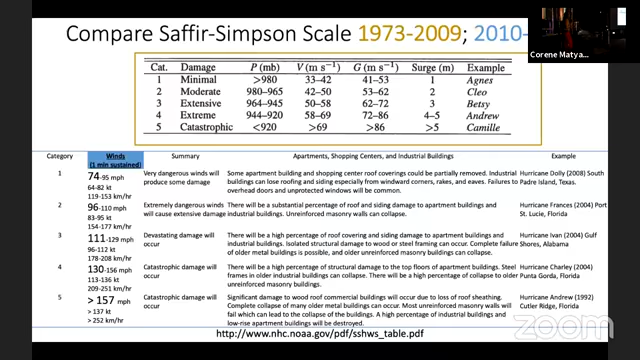 Compare Saffir-Simpson Scale 1973-2009; 2010-
Corene Matya...
Cat. Damage P (mb) V (m s⁻¹) G (m s⁻¹) Surge (m) Example
1 Minimal >980 33–42 41–53 1 Agnes
2 Moderate 980–965 42–50 53–62 2 Cleo
3 Extensive 964–945 50–58 62–72 3 Betsy
4 Extreme 944–920 58–69 72–86 4–5 Andrew
5 Catastrophic <920 >69 >86 >5 Camille
Category Winds (1 min sustained) Summary Apartments, Shopping Centers, and Industrial Buildings Example
1
74-95 mph
64-82 kt
119-153 km/hr
Very dangerous winds will
produce some damage
Some apartment building and shopping center roof coverings could be partially removed. Industrial
buildings can lose roofing and siding especially from windward corners, rakes, and eaves. Failures to
overhead doors and unprotected windows will be common.
Hurricane Dolly (2008) South
Padre Island, Texas.
2
96-110 mph
83-95 kt
154-177 km/hr
Extremely dangerous winds
will cause extensive damage
There will be a substantial percentage of roof and siding damage to apartment buildings and
industrial buildings. Unreinforced masonry walls can collapse.
Hurricane Frances (2004) Port
St. Lucie, Florida
3
111-129 mph
96-112 kt
178-208 km/hr
Devastating damage will
occur
There will be a high percentage of roof covering and siding damage to apartment buildings and
industrial buildings. Isolated structural damage to wood or steel framing can occur. Complete failure
of older metal buildings is possible, and older unreinforced masonry buildings can collapse.
Hurricane Ivan (2004) Gulf
Shores, Alabama
4
130-156 mph
113-136 kt
209-251 km/hr
Catastrophic damage will
occur
There will be a high percentage of structural damage to the top floors of apartment buildings. Steel
frames in older industrial buildings can collapse. There will be a high percentage of collapse to older
unreinforced masonry buildings.
Hurricane Charley (2004)
Punta Gorda, Florida
5
> 157 mph
> 137 kt
> 252 km/hr
Catastrophic damage will
occur
Significant damage to wood roof commercial buildings will occur due to loss of roof sheathing.
Complete collapse of many older metal buildings can occur. Most unreinforced masonry walls will
fail which can lead to the collapse of the buildings. A high percentage of industrial buildings and
low-rise apartment buildings will be destroyed.
Hurricane Andrew (1992)
Cutler Ridge, Florida
http://www.nhc.noaa.gov/pdf/sshws_table.pdf
zoom